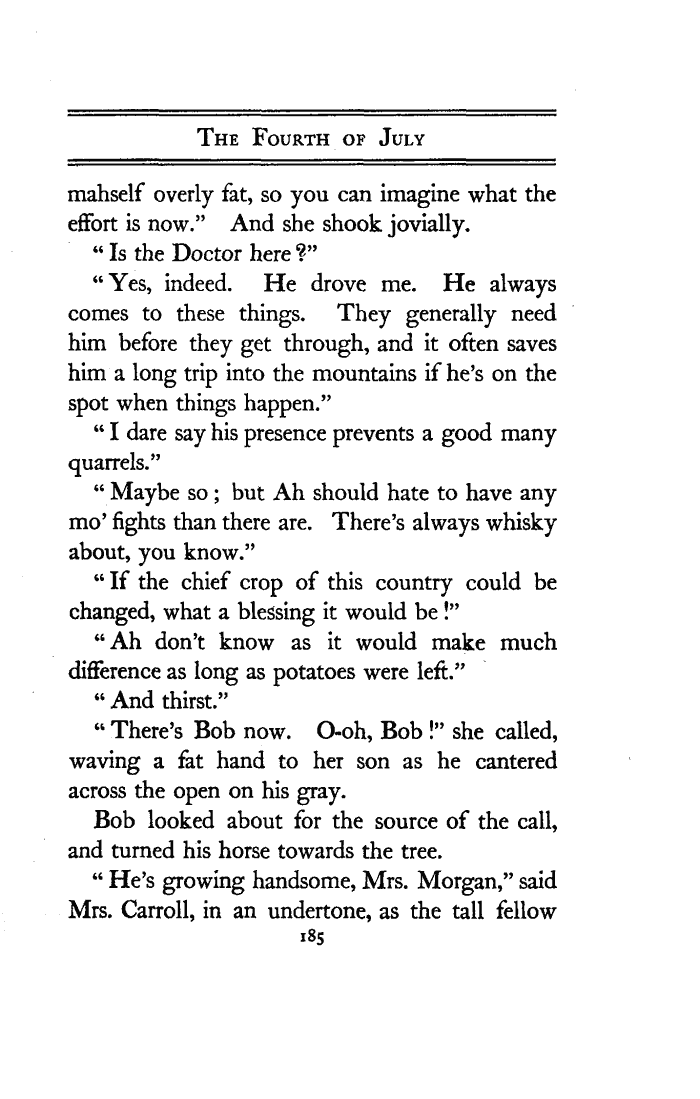 The Fourth of July
mahself overly fat, so you can imagine what the
effort is now.” And she shook jovially.
“ Is the Doctor here ?”
“ Yes, indeed. He drove me. He always
comes to these things. They generally need
him before they get through, and it often saves
him a long trip into the mountains if he’s on the
spot when things happen.”
“ I dare say his presence prevents a good many
quarrels.”
“ Maybe so ; but Ah should hate to have any
mo’ fights than there are. There’s always whisky
about, you know.”
“ If the chief crop of this country could be
changed, what a blessing it would be !”
“ Ah don’t know as it would make much
difference as long as potatoes were left.”
“ And thirst.”
“ There’s Bob now. O-oh, Bob !” she called,
waving a fat hand to her son as he cantered
across the open on his gray.
Bob looked about for the source of the call,
and turned his horse towards the tree.
“ He’s growing handsome, Mrs. Morgan,” said
Mrs. Carroll, in an undertone, as the tall fellow
185